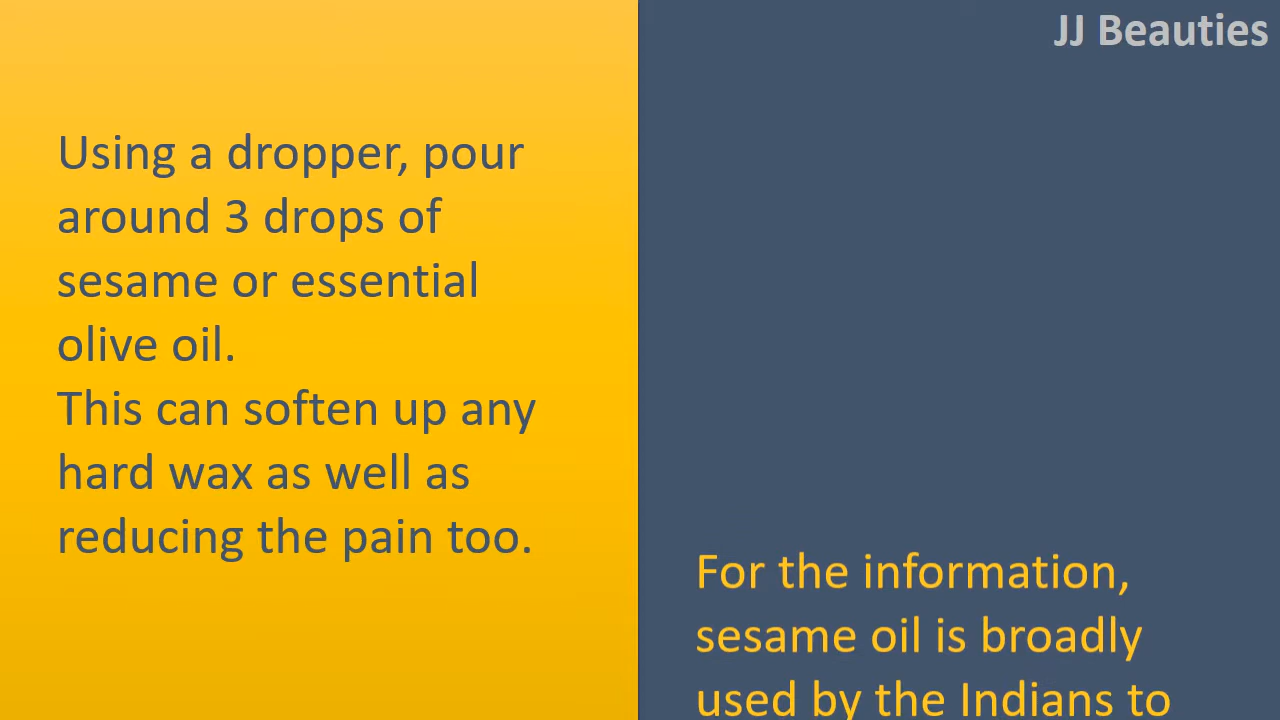 JJ Beauties
Using a dropper, pour
around 3 drops of
sesame or essential
olive oil.
This can soften up any
hard wax as well as
reducing the pain too.
For the information,
sesame oil is broadly
used by the Indians to